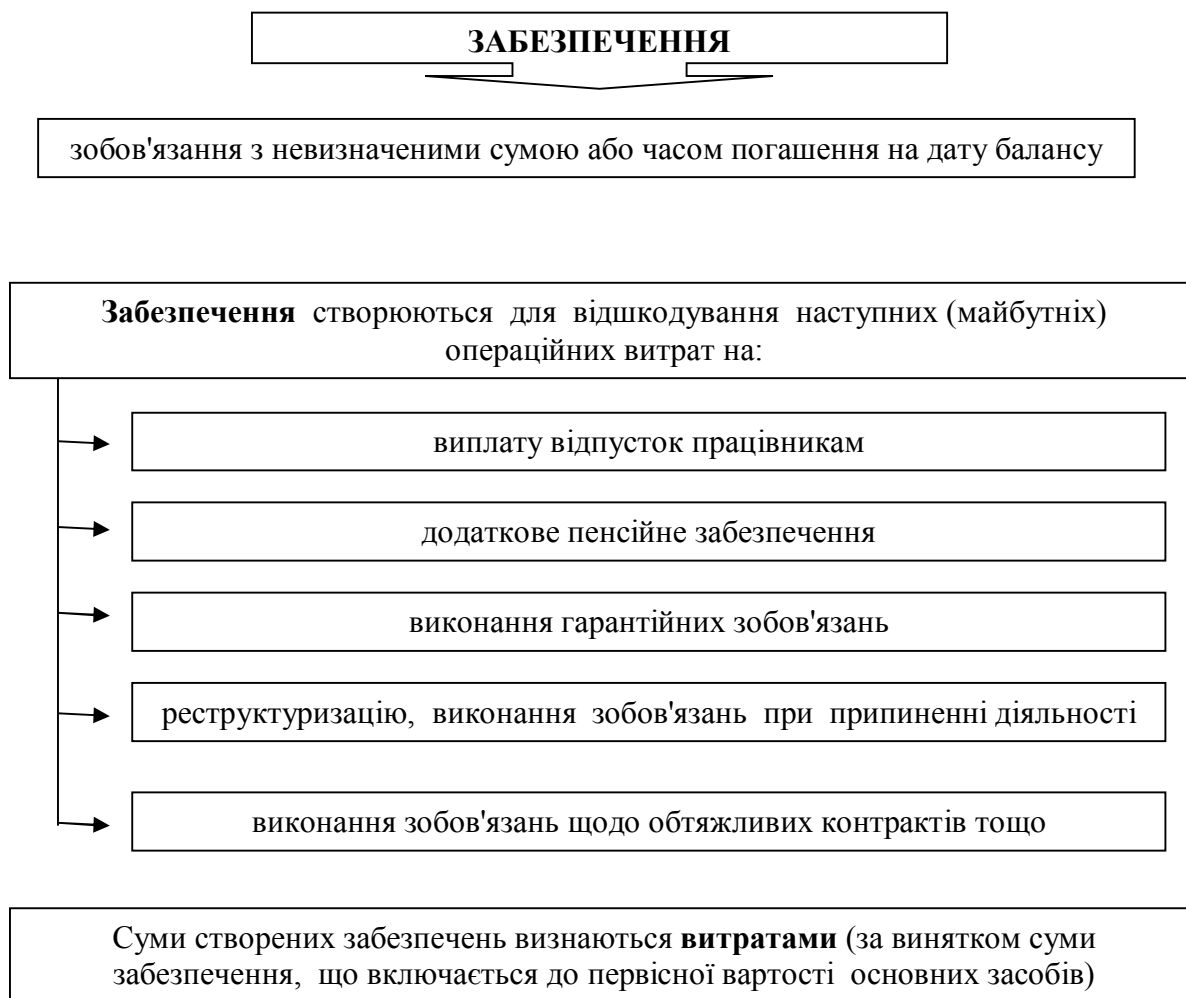 ЗАБЕЗПЕЧЕННЯ
зобов'язання з невизначеними сумою або часом погашення на дату балансу
Забезпечення створюються для відшкодування наступних (майбутніх)
операційних витрат на:
виплату відпусток працівникам
додаткове пенсійне забезпечення
виконання гарантійних зобов'язань
реструктуризацію, виконання зобов'язань при припиненні діяльності
виконання зобов'язань щодо обтяжливих контрактів тощо
Суми створених забезпечень визнаються витратами (за винятком суми
забезпечення, що включається до первісної вартості основних засобів)